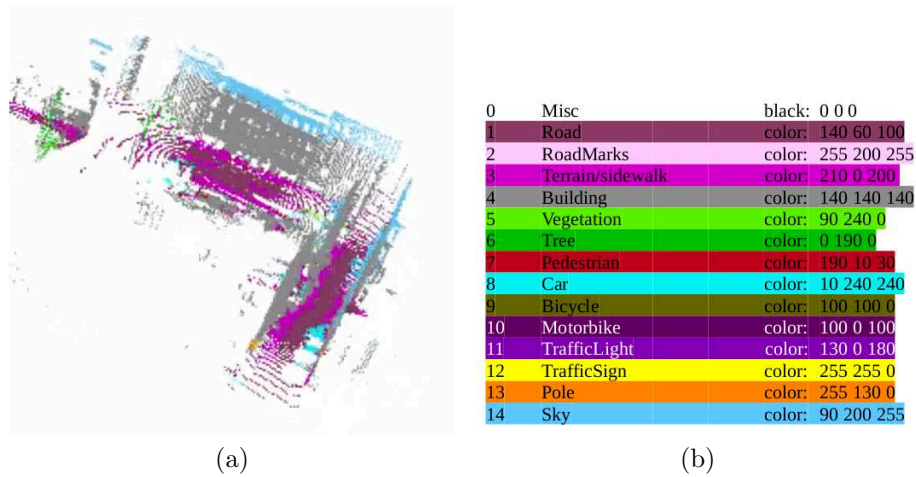 0 Misc black: 0 0 0
1 Road color: 140 60 100
2 RoadMarks color: 255 200 255
3 Terrain/sidewalk color: 210 0 200
4 Building color: 140 140 140
5 Vegetation color: 90 240 0
6 Tree color: 0 190 0
7 Pedestrian color: 190 10 30
8 Car color: 10 240 240
9 Bicycle color: 100 100 0
10 Motorbike color: 100 0 100
11 TrafficLight color: 130 0 180
12 TrafficSign color: 255 255 0
13 Pole color: 255 130 0
14 Sky color: 90 200 255
(a) (b)